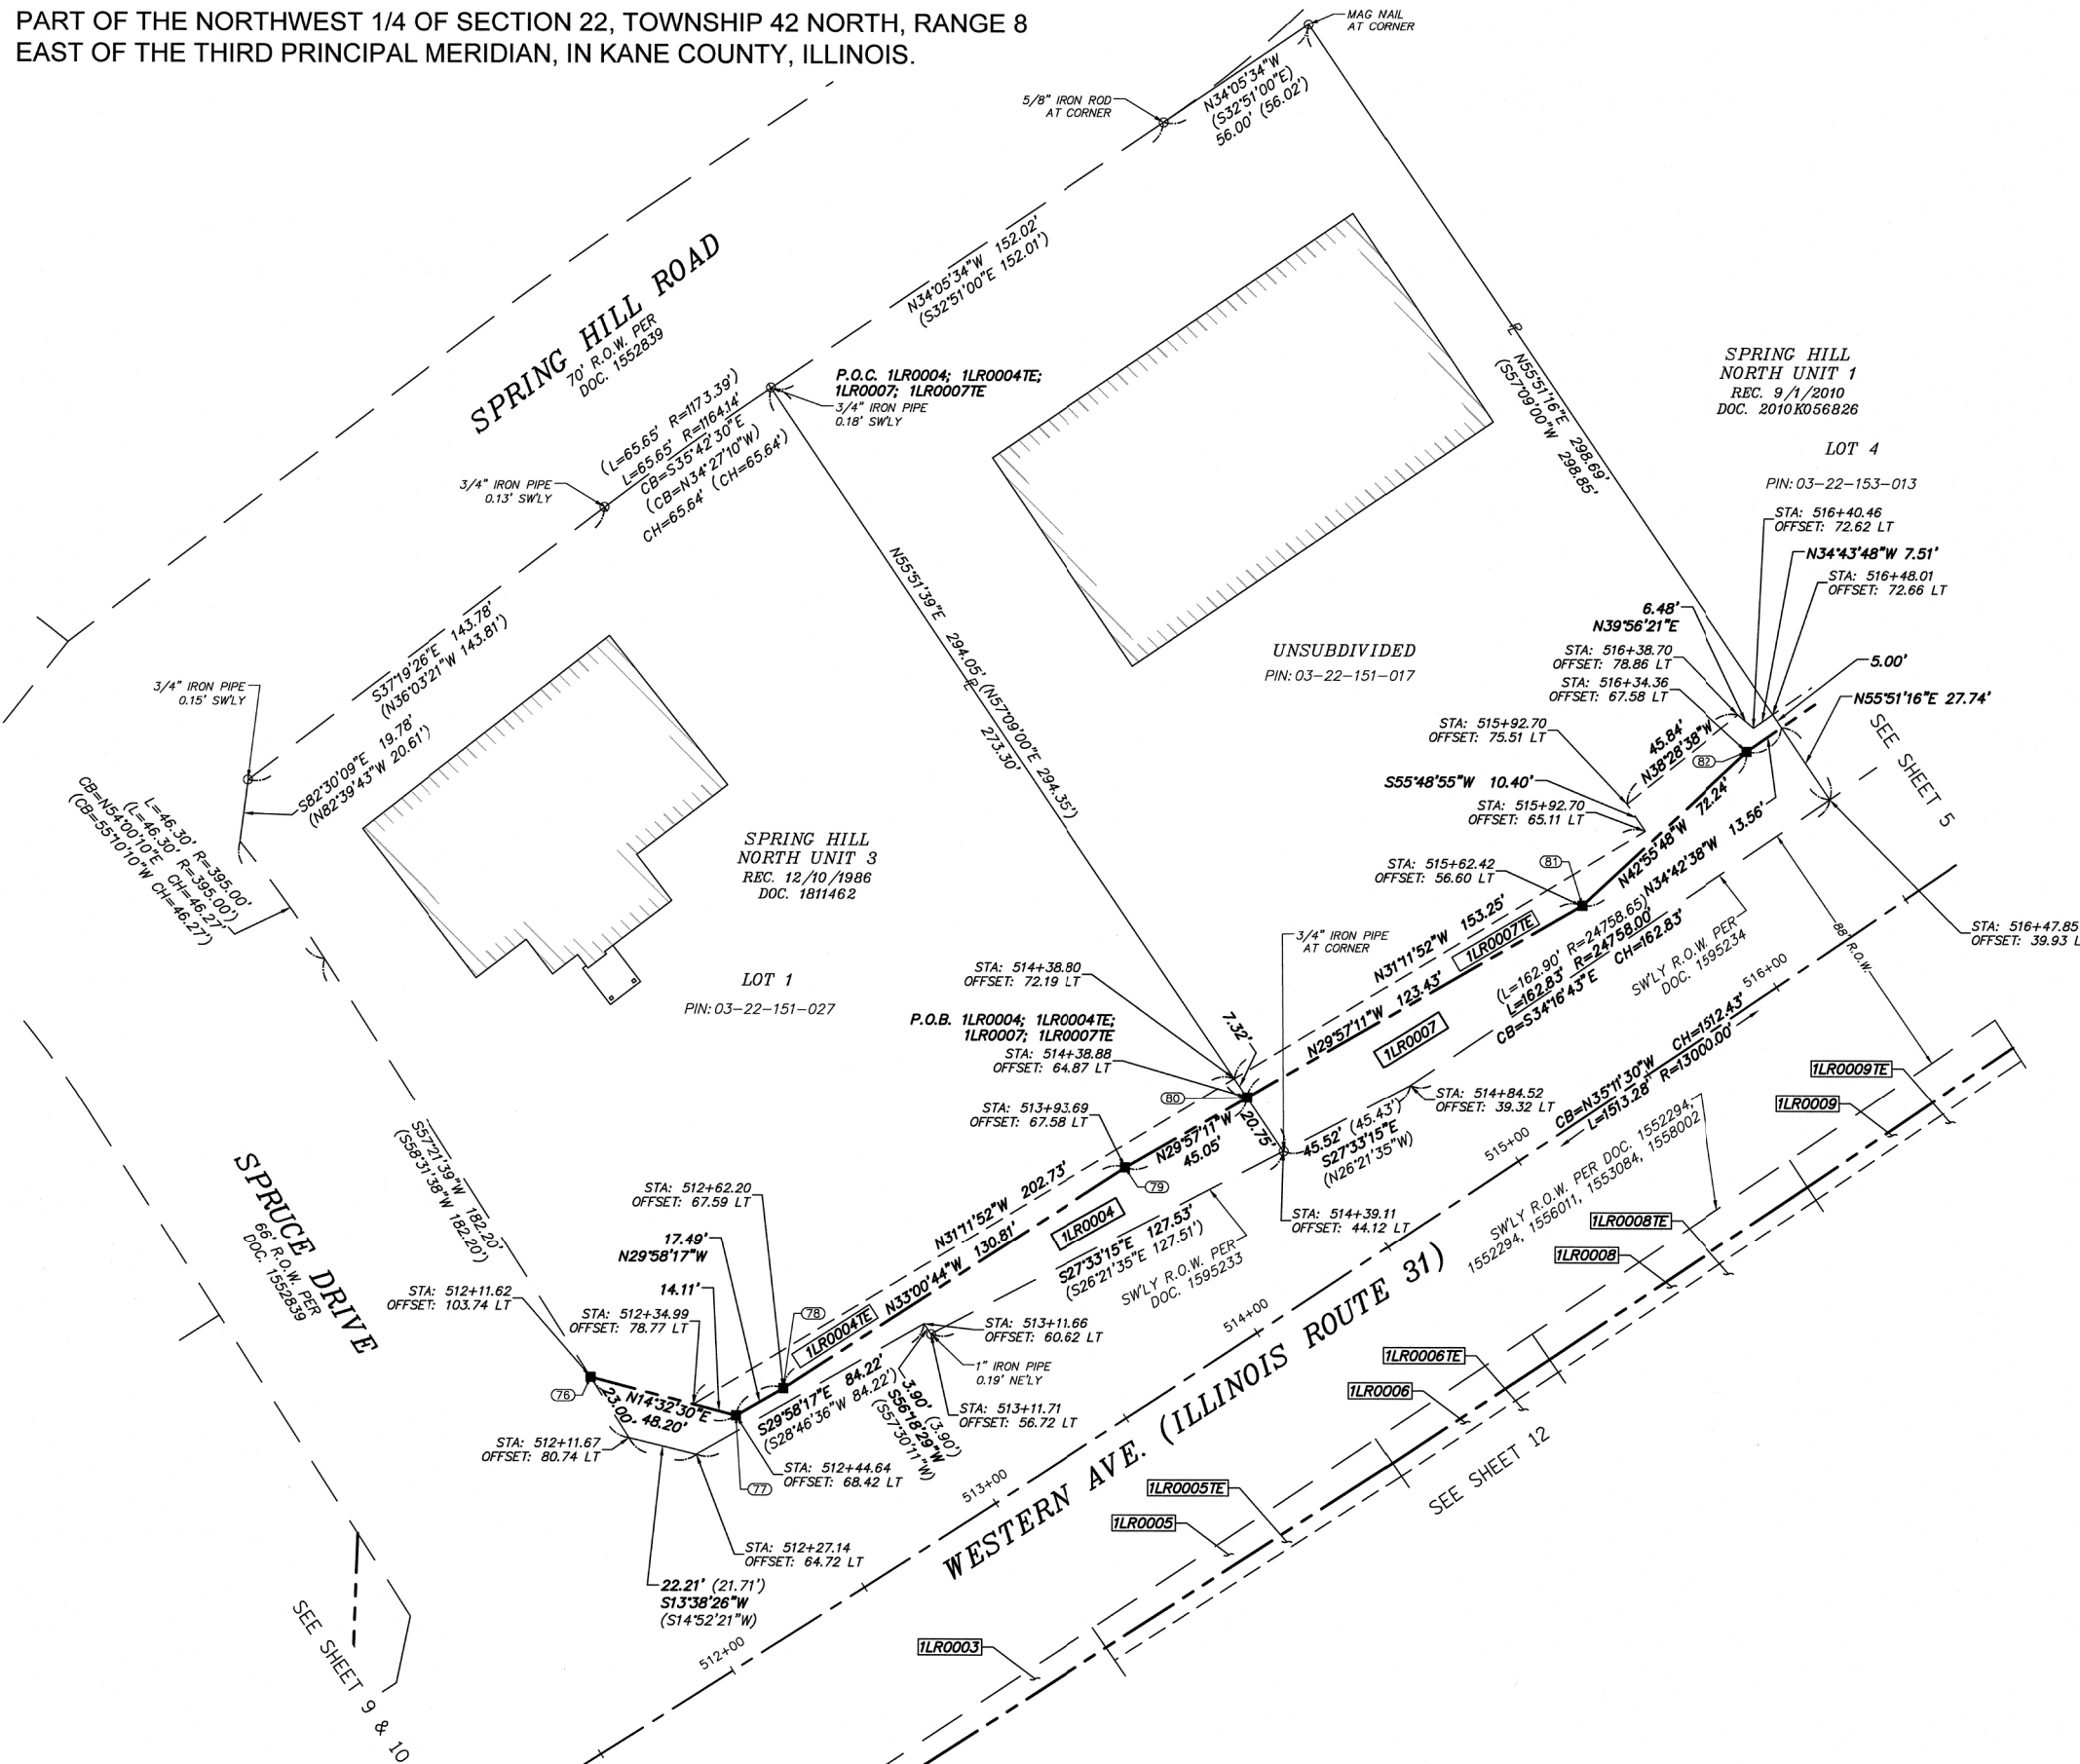 PART OF THE NORTHWEST 1/4 OF SECTION 22, TOWNSHIP 42 NORTH, RANGE 8
EAST OF THE THIRD PRINCIPAL MERIDIAN, IN KANE COUNTY, ILLINOIS.
MAG NAIL
AT CORNER
5/8" IRON ROD
AT CORNER
N34°05'34"W
(S32°51'00"E)
56.00' (56.02')
N34°05'34"W 152.02'
(S32°51'00"E 152.01')
SPRING HILL ROAD
70' R.O.W. PER
DOC. 1552839
P.O.C. 1LR0004; 1LR0004TE;
1LR0007; 1LR0007TE
3/4" IRON PIPE
0.18' SW'LY
(L=65.65' R=1173.39')
L=65.65' R=1164.14'
CB=S35°42'30"E
(CB=N34°27'10"W)
CH=65.64' (CH=65.64')
3/4" IRON PIPE
0.13' SW'LY
PL
N55°51'16"E 298.69'
(S57°09'00"W 298.85')
SPRING HILL
NORTH UNIT 1
REC. 9/1/2010
DOC. 2010K056826
LOT 4
PIN: 03-22-153-013
STA: 516+40.46
OFFSET: 72.62 LT
N34°43'48"W 7.51'
STA: 516+48.01
OFFSET: 72.66 LT
6.48'
N39°56'21"E
STA: 516+38.70
OFFSET: 78.86 LT
STA: 516+34.36
OFFSET: 67.58 LT
5.00'
N55°51'16"E 27.74'
SEE SHEET 5
N55°51'39"E 294.05' (N57°09'00"E 294.35')
PL
273.30'
UNSUBDIVIDED
PIN: 03-22-151-017
S37°19'26"E 143.78'
(N36°03'21"W 143.81')
3/4" IRON PIPE
0.15' SW'LY
S82°30'09"E 19.78'
(N82°39'43"W 20.61')
L=46.30' R=395.00'
(L=46.30' R=395.00')
CB=N54°00'10"E CH=46.27'
(CB=55°10'10"W CH=46.27')
SPRING HILL
NORTH UNIT 3
REC. 12/10/1986
DOC. 1811462
LOT 1
PIN: 03-22-151-027
STA: 515+92.70
OFFSET: 75.51 LT
45.84'
N38°28'38"W
82
S55°48'55"W 10.40'
STA: 515+92.70
OFFSET: 65.11 LT
N42°55'48"W 72.24'
N34°42'38"W 13.56'
STA: 515+62.42
OFFSET: 56.60 LT
81
3/4" IRON PIPE
AT CORNER
N31°11'52"W 153.25'
1LR0007TE
N29°57'11"W 123.43'
1LR0007
(L=162.90' R=24758.65')
L=162.83' R=24758.00'
CB=S34°16'43"E CH=162.83'
SW'LY R.O.W. PER
DOC. 1595234
88' R.O.W.
516+00
STA: 516+47.85
OFFSET: 39.93 L
STA: 514+38.80
OFFSET: 72.19 LT
P.O.B. 1LR0004; 1LR0004TE;
1LR0007; 1LR0007TE
7.32'
STA: 514+38.88
OFFSET: 64.87 LT
80
STA: 513+93.69
OFFSET: 67.58 LT
N29°57'11"W
45.05'
20.75'
79
45.52' (45.43')
S27°33'15"E
(N26°21'35"W)
STA: 514+84.52
OFFSET: 39.32 LT
CB=N35°11'30"W CH=1512.43'
L=1513.28' R=13000.00'
515+00
1LR0009TE
1LR0009
STA: 514+39.11
OFFSET: 44.12 LT
SW'LY R.O.W. PER DOC. 1552294,
1552294, 1556011, 1553084, 1558002
1LR0008TE
1LR0008
SPRUCE DRIVE
66' R.O.W. PER
DOC. 1552839
S57°21'39"W 182.20'
(S58°31'38"W 182.20')
STA: 512+62.20
OFFSET: 67.59 LT
17.49'
N29°58'17"W
14.11'
N31°11'52"W 202.73'
N33°00'44"W 130.81'
1LR0004
1LR0004TE
78
S27°33'15"E 127.53'
(S26°21'35"E 127.51')
SW'LY R.O.W. PER
DOC. 1595233
STA: 512+11.62
OFFSET: 103.74 LT
STA: 512+34.99
OFFSET: 78.77 LT
STA: 513+11.66
OFFSET: 60.62 LT
1" IRON PIPE
0.19' NE'LY
STA: 513+11.71
OFFSET: 56.72 LT
514+00
76
N14°32'30"E
48.20'
23.00'
S29°58'17"E 84.22'
(S28°46'36"W 84.22')
3.90' (3.90')
S56°18'29"W
(S57°30'11"W)
STA: 512+11.67
OFFSET: 80.74 LT
STA: 512+44.64
OFFSET: 68.42 LT
77
STA: 512+27.14
OFFSET: 64.72 LT
22.21' (21.71')
S13°38'26"W
(S14°52'21"W)
513+00
WESTERN AVE. (ILLINOIS ROUTE 31)
1LR0006TE
1LR0006
SEE SHEET 12
1LR0005TE
1LR0005
1LR0003
512+00
SEE SHEET 9 & 10